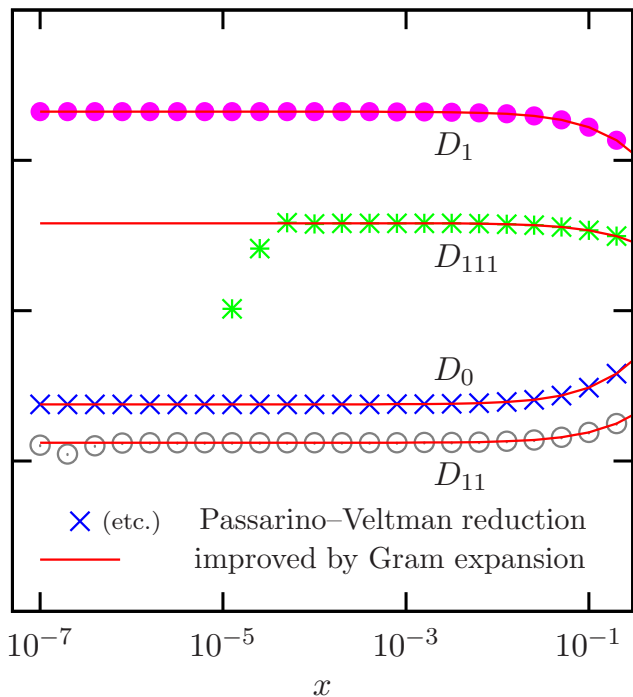 D₁
D₁₁₁
D₀
D₁₁
(etc.) Passarino–Veltman reduction
improved by Gram expansion
10⁻⁷ 10⁻⁵ 10⁻³ 10⁻¹
x